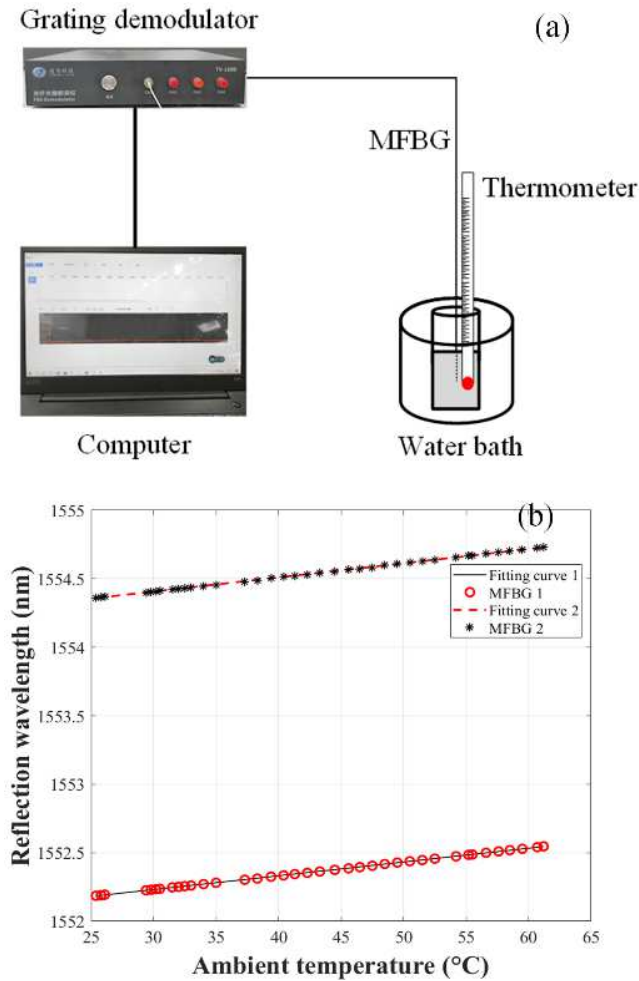 Grating demodulator
(a)
TV-1600
FBG Demodulator
MFBG
Thermometer
Computer
Water bath
(b)
1555
1554.5
1554
1553.5
1553
1552.5
1552
25
30
35
40
45
50
55
60
65
Reflection wavelength (nm)
Ambient temperature (°C)
Fitting curve 1
MFBG 1
Fitting curve 2
MFBG 2